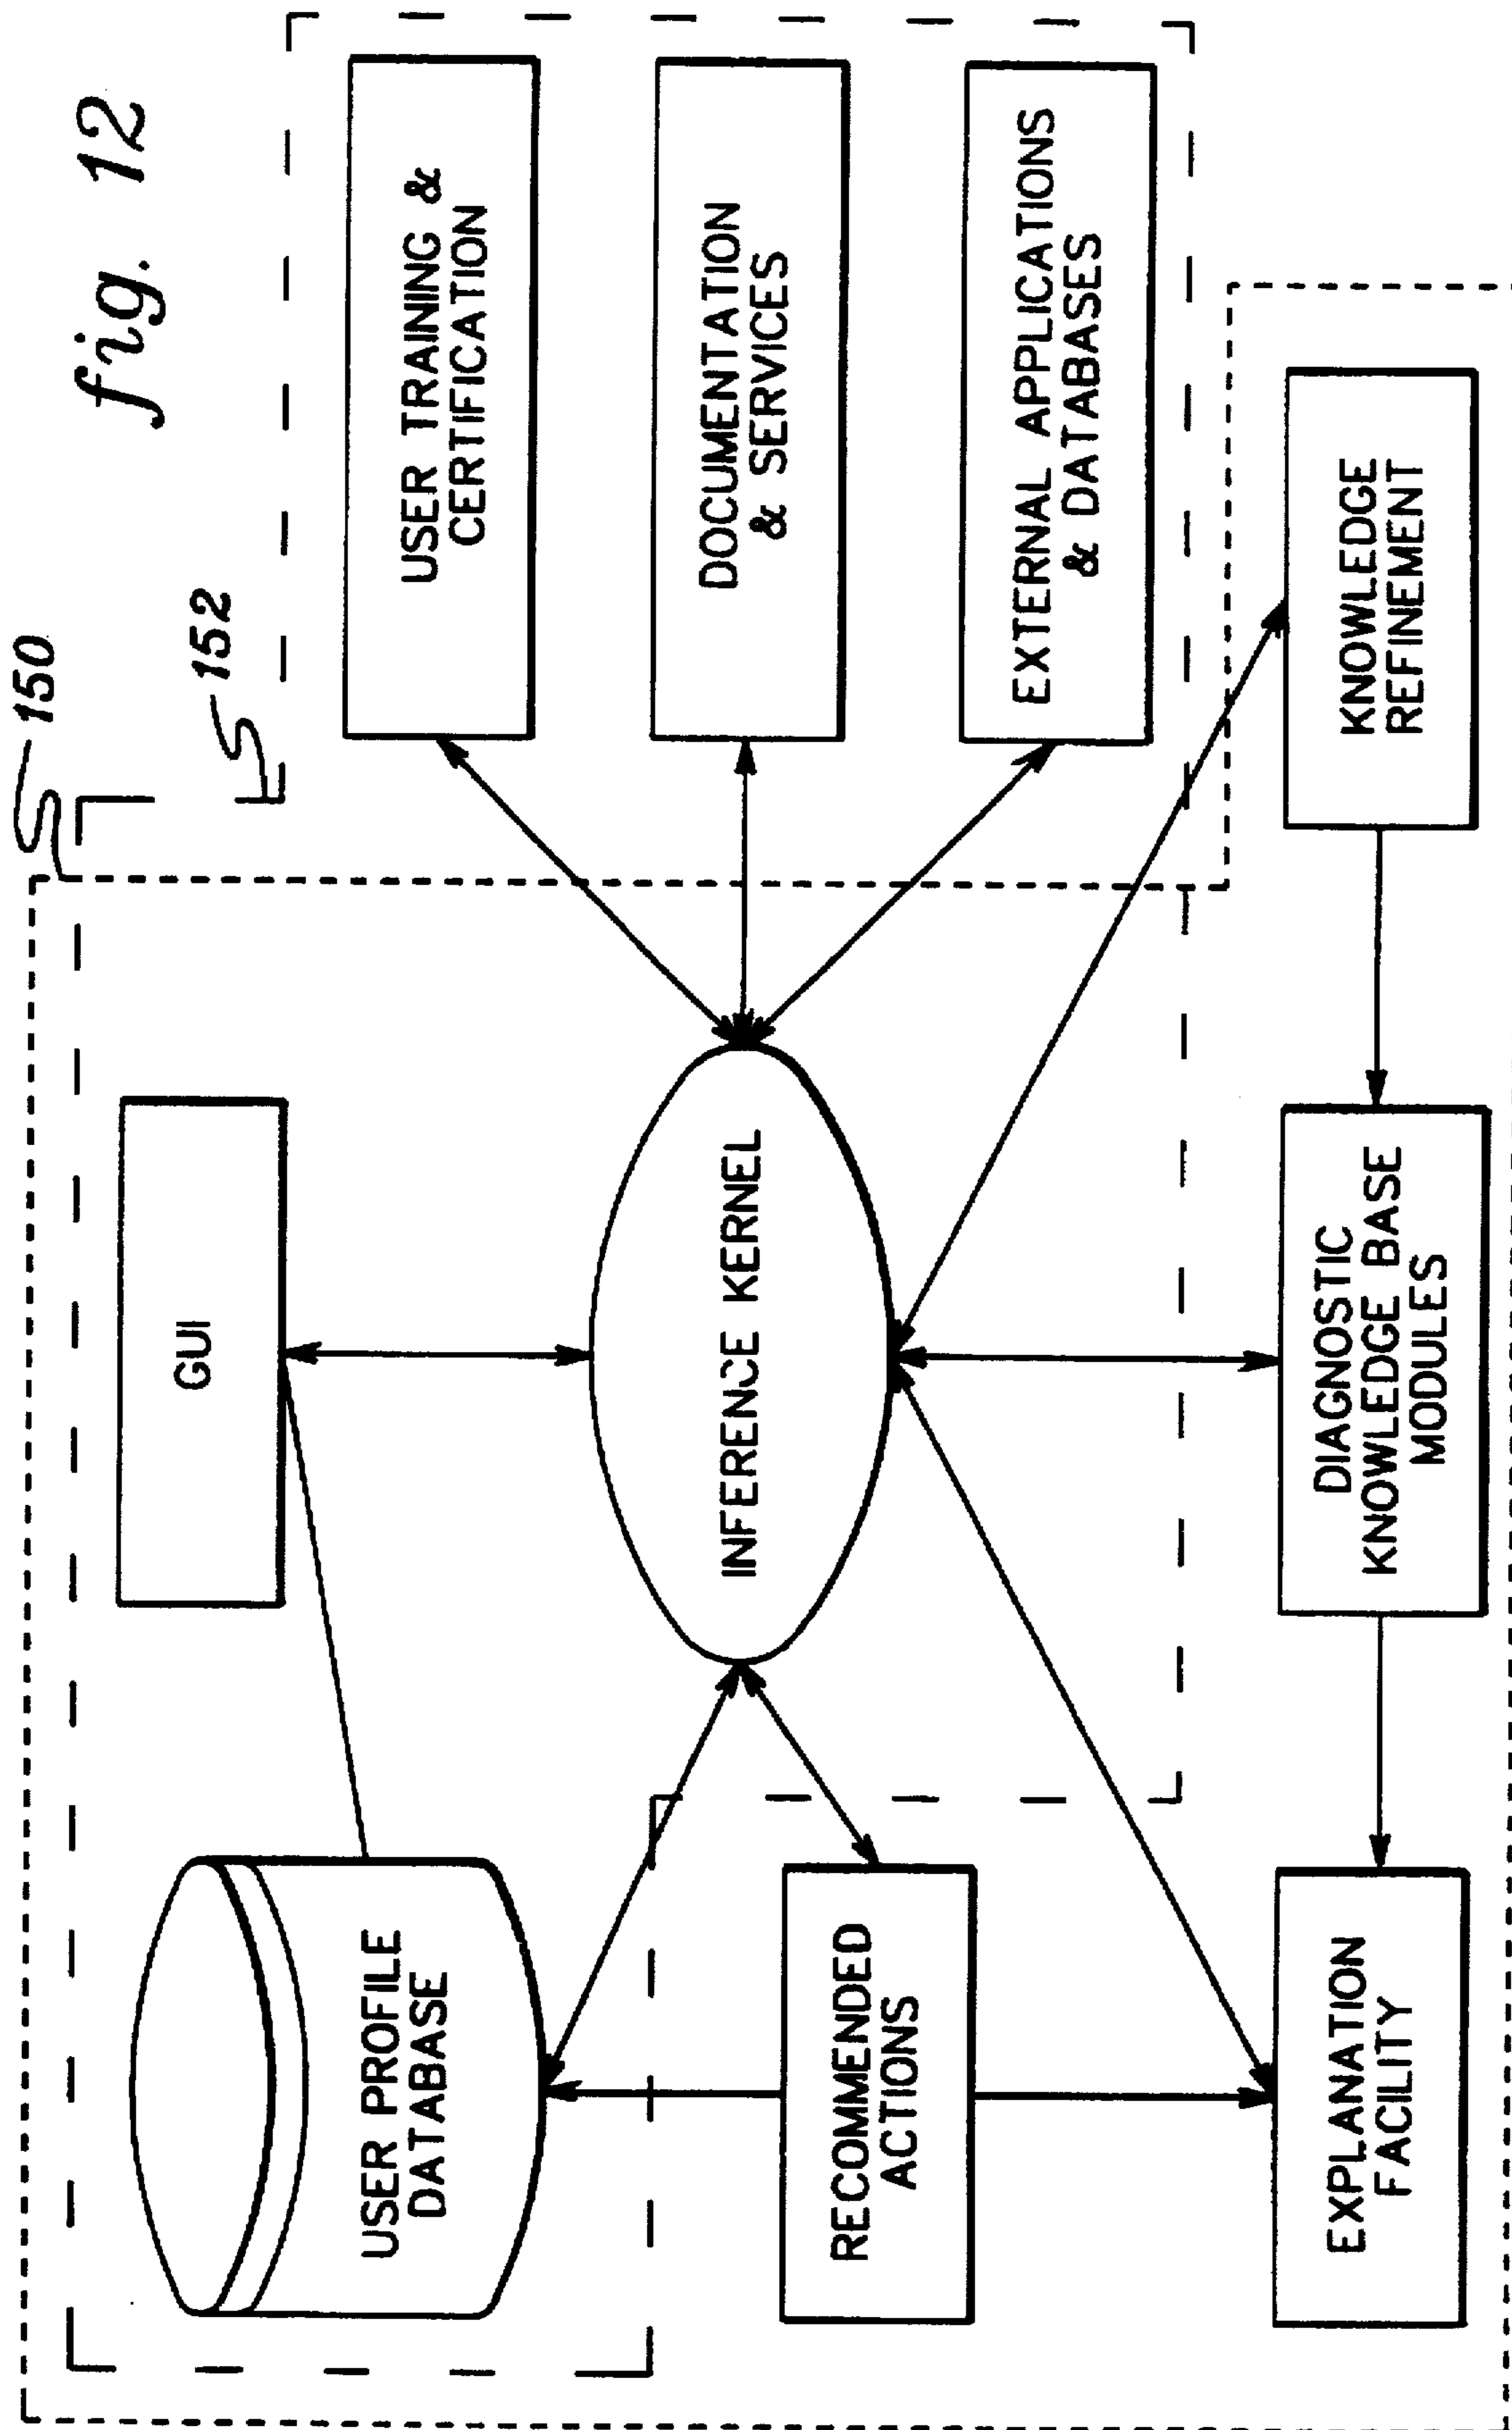 fig. 12
150
152
USER PROFILE
DATABASE
GUI
USER TRAINING &
CERTIFICATION
RECOMMENDED
ACTIONS
INFERENCE KERNEL
DOCUMENTATION
& SERVICES
EXTERNAL APPLICATIONS
& DATABASES
EXPLANATION
FACILITY
DIAGNOSTIC
KNOWLEDGE BASE
MODULES
KNOWLEDGE
REFINEMENT